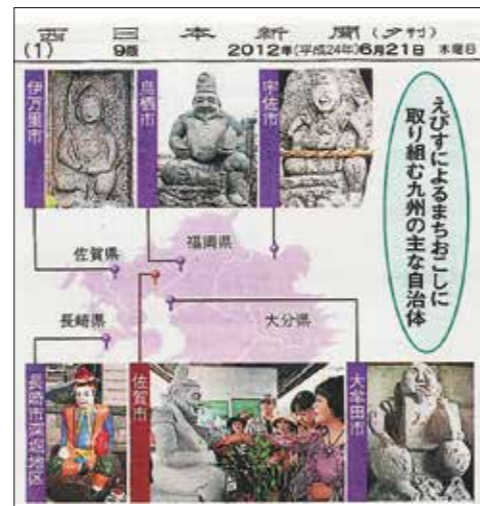 西日本新聞(夕刊)
(1) 9版 2012年(平成24年)6月21日 木曜日
伊万里市
鳥栖市
宇佐市
えびすによるまちおこしに
取り組む九州の主な自治体
佐賀県
福岡県
長崎県
大分県
長崎市深堀地区
佐賀市
大牟田市